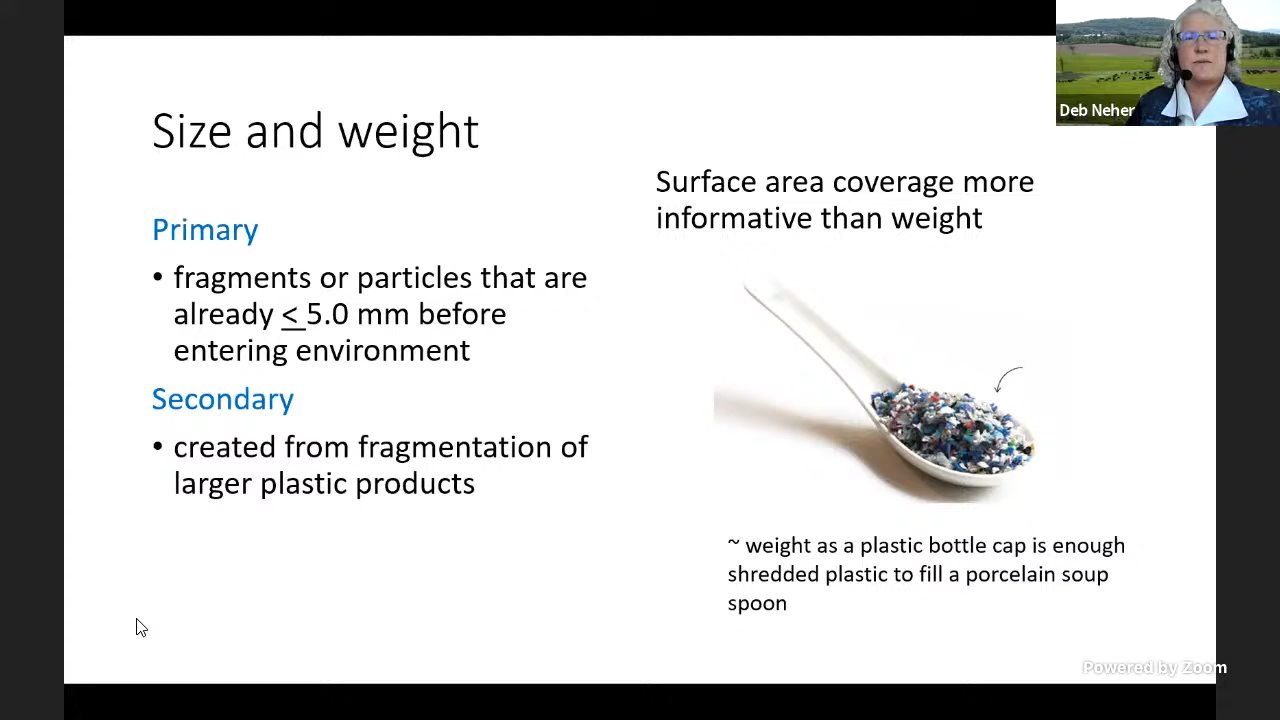 Size and weight
Primary
• fragments or particles that are
already < 5.0 mm before
entering environment
Secondary
• created from fragmentation of
larger plastic products
Surface area coverage more
informative than weight
~ weight as a plastic bottle cap is enough
shredded plastic to fill a porcelain soup
spoon
Deb Neher
Powered by Zoom